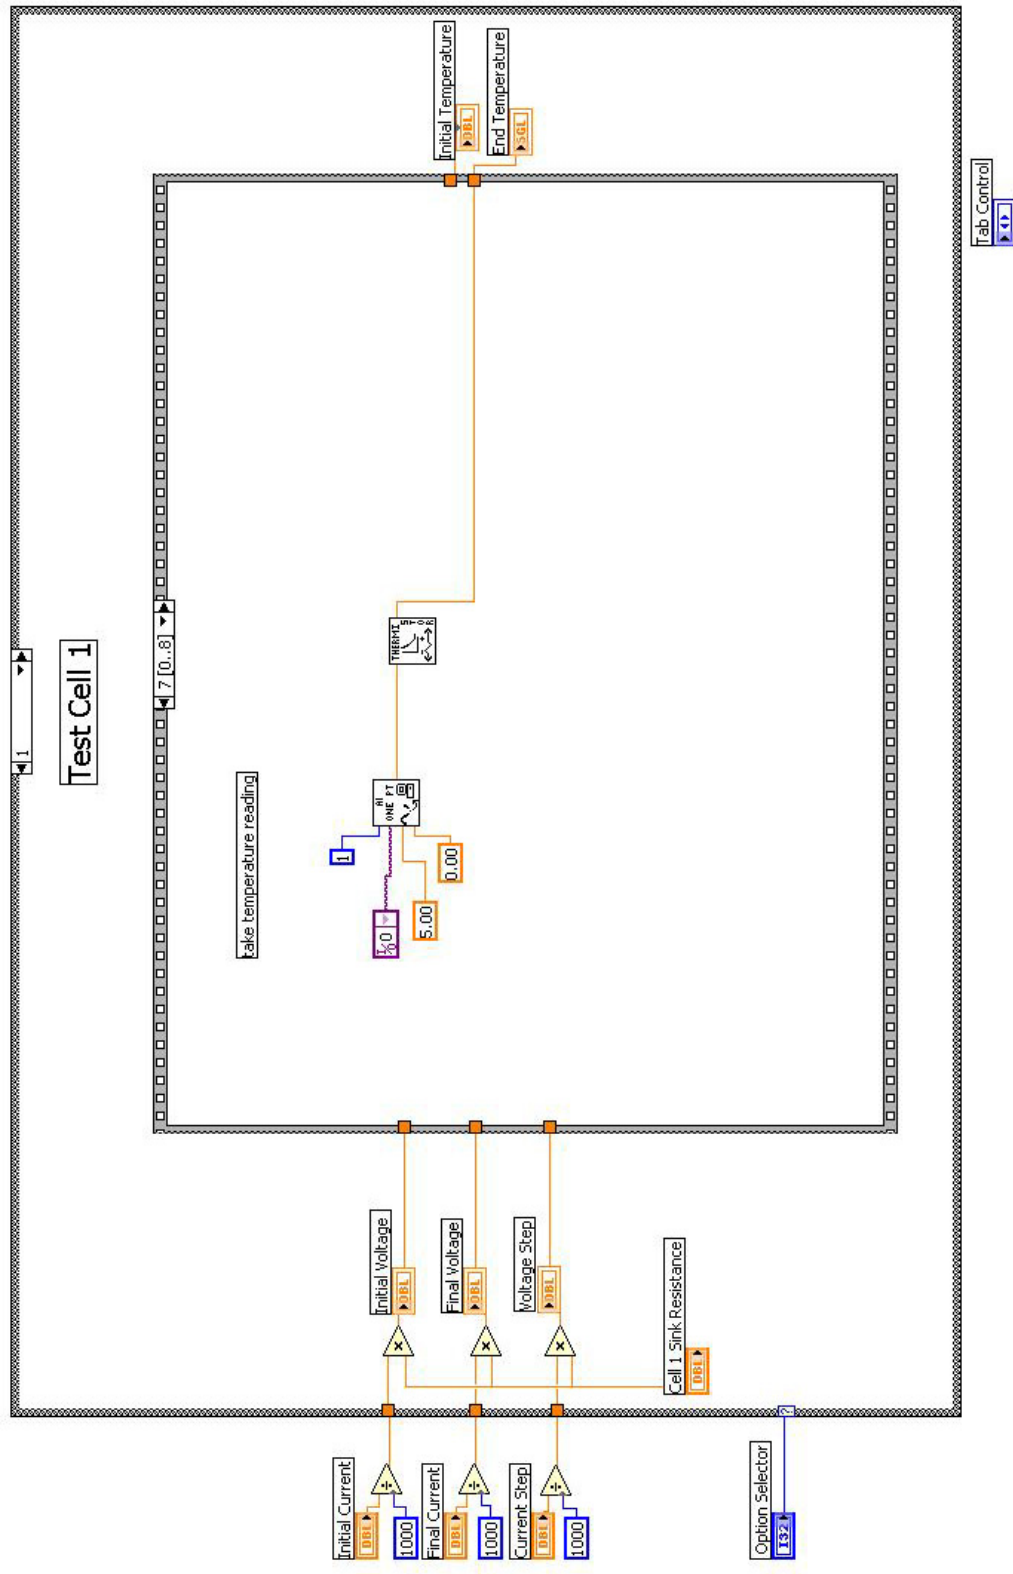 1
Test Cell 1
7 [0..8]
take temperature reading
Initial Current
DBL
1000
Final Current
DBL
1000
Current Step
DBL
1000
Option Selector
I32
?
Initial Voltage
DBL
Final Voltage
DBL
Voltage Step
DBL
Cell 1 Sink Resistance
DBL
1
I/O 0
5.00
0.00
AI
ONE PT
THERMI
STOR
Initial Temperature
DBL
End Temperature
SGL
Tab Control